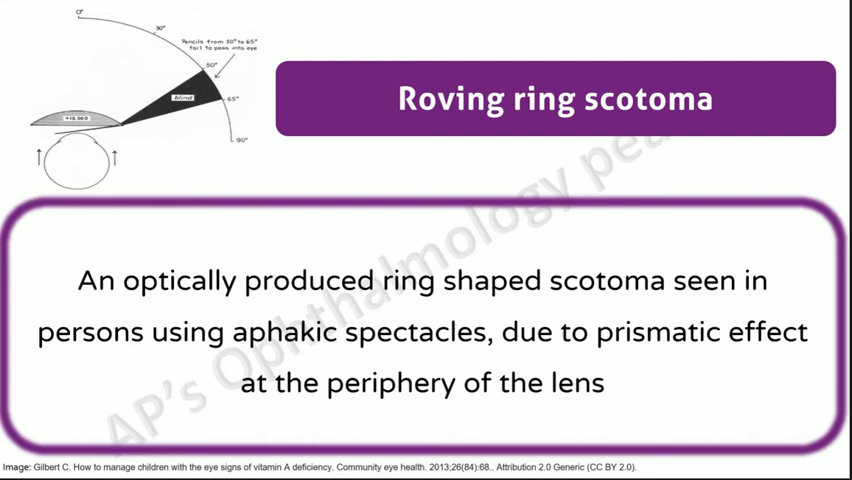 0°
30°
Pencils from 50° to 65°
fail to pass into eye
50°
blind
65°
+12.00D
90°
Roving ring scotoma
An optically produced ring shaped scotoma seen in
persons using aphakic spectacles, due to prismatic effect
at the periphery of the lens
AP's Ophthalmology pea
Image: Gilbert C. How to manage children with the eye signs of vitamin A deficiency. Community eye health. 2013;26(84):68.. Attribution 2.0 Generic (CC BY 2.0).